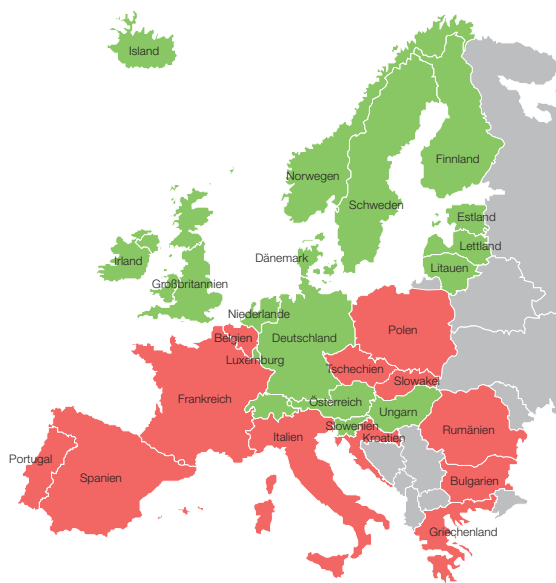 Island
Finnland
Norwegen
Schweden
Estland
Lettland
Dänemark
Irland
Litauen
Großbritannien
Niederlande
Polen
Belgien
Deutschland
Luxemburg
Tschechien
Slowakei
Frankreich
Österreich
Ungarn
Slowenien
Rumänien
Italien
Kroatien
Portugal
Spanien
Bulgarien
Griechenland